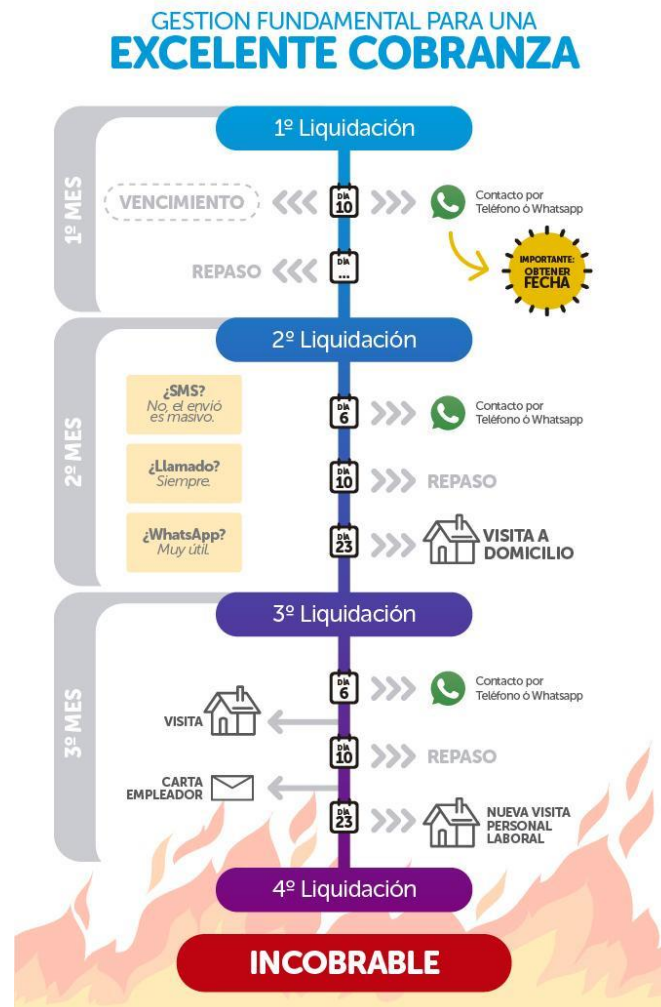 GESTION FUNDAMENTAL PARA UNA
EXCELENTE COBRANZA
1º MES
1º Liquidación
VENCIMIENTO
DÍA
10
Contacto por
Teléfono ó Whatsapp
REPASO
DÍA
...
IMPORTANTE:
OBTENER
FECHA
2º MES
2º Liquidación
¿SMS?
No, el envió
es masivo.
DÍA
6
Contacto por
Teléfono ó Whatsapp
¿Llamado?
Siempre.
DÍA
10
REPASO
¿WhatsApp?
Muy útil.
DÍA
23
VISITA A
DOMICILIO
3º MES
3º Liquidación
DÍA
6
Contacto por
Teléfono ó Whatsapp
VISITA
DÍA
10
REPASO
CARTA
EMPLEADOR
DÍA
23
NUEVA VISITA
PERSONAL
LABORAL
4º Liquidación
INCOBRABLE